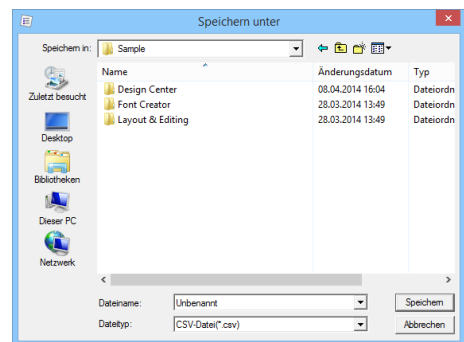 Speichern unter
Speichern in: Sample
Name Änderungsdatum Typ
Design Center 08.04.2014 16:04 Dateiordn
Font Creator 28.03.2014 13:49 Dateiordn
Layout & Editing 28.03.2014 13:49 Dateiordn
Zuletzt besucht
Desktop
Bibliotheken
Dieser PC
Netzwerk
Dateiname: Unbenannt Speichern
Dateityp: CSV-Datei(*.csv) Abbrechen